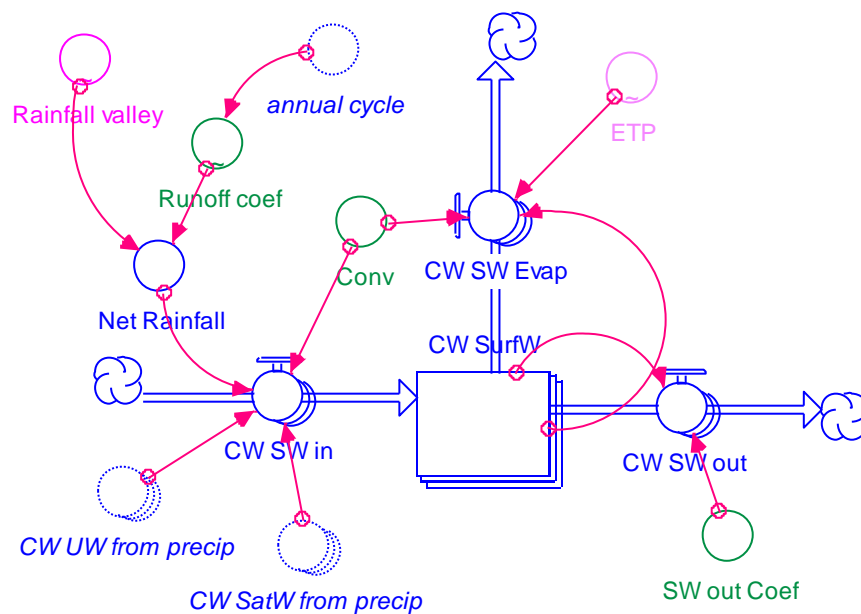 Rainfall valley
annual cycle
ETP
Runoff coef
CW SW Evap
Conv
Net Rainfall
CW SurfW
CW SW in
CW SW out
CW UW from precip
CW SatW from precip
SW out Coef
~
~
~